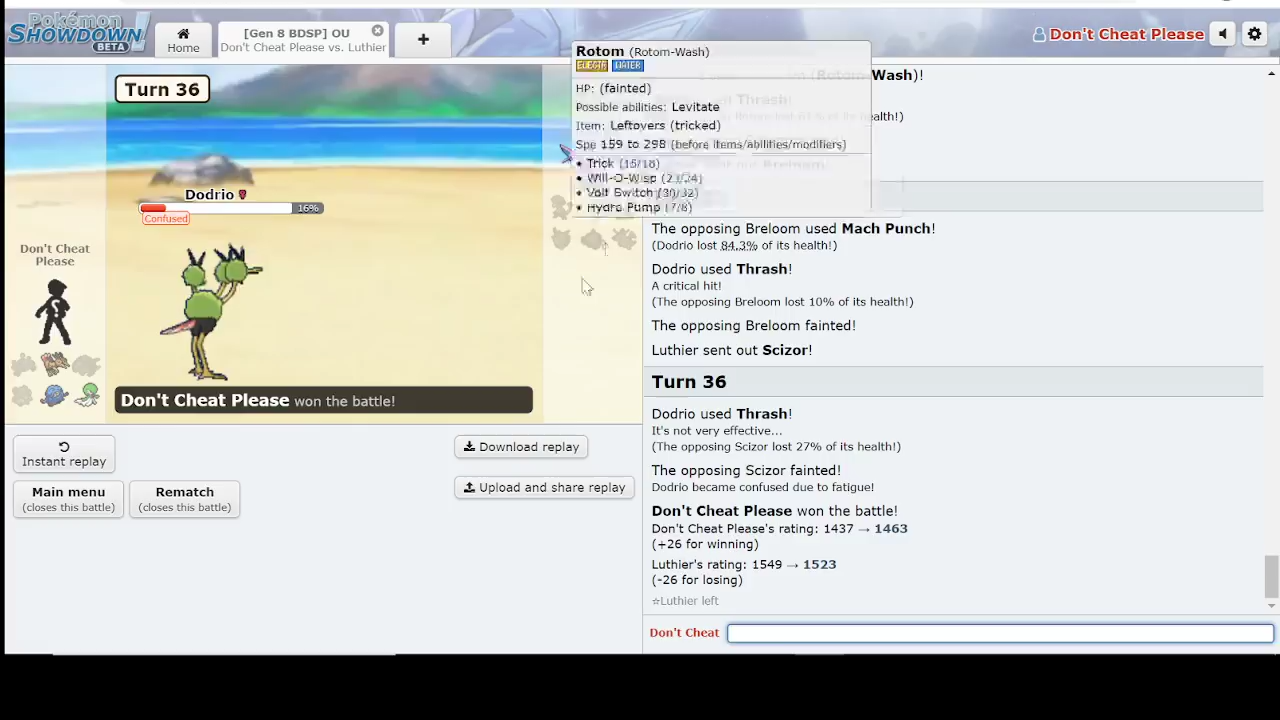 Pokémon
SHOWDOWN!
BETA
Home
[Gen 8 BDSP] OU
Don't Cheat Please vs. Luthier
+
Don't Cheat Please
Turn 36
Dodrio
16%
Confused
Don't Cheat
Please
Don't Cheat Please won the battle!
Instant replay
Main menu
(closes this battle)
Rematch
(closes this battle)
Download replay
Upload and share replay
Rotom (Rotom-Wash)
ELECTR WATER
HP: (fainted)
Possible abilities: Levitate
Item: Leftovers (tricked)
Spe 159 to 298 (before items/abilities/modifiers)
• Trick (15/16)
• Will-O-Wisp
• Volt Switch (30/32)
• Hydro Pump (7/8)
The opposing Breloom used Mach Punch!
(Dodrio lost 84.3% of its health!)
Dodrio used Thrash!
A critical hit!
(The opposing Breloom lost 10% of its health!)
The opposing Breloom fainted!
Luthier sent out Scizor!
Turn 36
Dodrio used Thrash!
It's not very effective...
(The opposing Scizor lost 27% of its health!)
The opposing Scizor fainted!
Dodrio became confused due to fatigue!
Don't Cheat Please won the battle!
Don't Cheat Please's rating: 1437 → 1463
(+26 for winning)
Luthier's rating: 1549 → 1523
(-26 for losing)
☆Luthier left
Don't Cheat